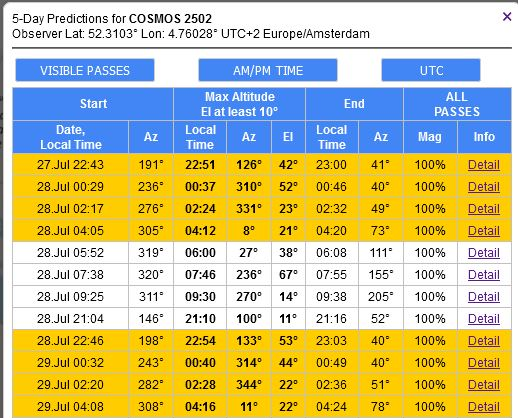 5-Day Predictions for COSMOS 2502
Observer Lat: 52.3103° Lon: 4.76028° UTC+2 Europe/Amsterdam
VISIBLE PASSES AM/PM TIME UTC
Start Max Altitude El at least 10° End ALL PASSES
Date, Local Time Az Local Time Az El Local Time Az Mag Info
27.Jul 22:43 191° 22:51 126° 42° 23:00 41° 100% Detail
28.Jul 00:29 236° 00:37 310° 52° 00:46 40° 100% Detail
28.Jul 02:17 276° 02:24 331° 23° 02:32 49° 100% Detail
28.Jul 04:05 305° 04:12 8° 21° 04:20 73° 100% Detail
28.Jul 05:52 319° 06:00 27° 38° 06:08 111° 100% Detail
28.Jul 07:38 320° 07:46 236° 67° 07:55 155° 100% Detail
28.Jul 09:25 311° 09:30 270° 14° 09:38 205° 100% Detail
28.Jul 21:04 146° 21:10 100° 11° 21:16 52° 100% Detail
28.Jul 22:46 198° 22:54 133° 53° 23:03 40° 100% Detail
29.Jul 00:32 243° 00:40 314° 44° 00:49 40° 100% Detail
29.Jul 02:20 282° 02:28 344° 22° 02:36 51° 100% Detail
29.Jul 04:08 308° 04:16 11° 22° 04:24 78° 100% Detail